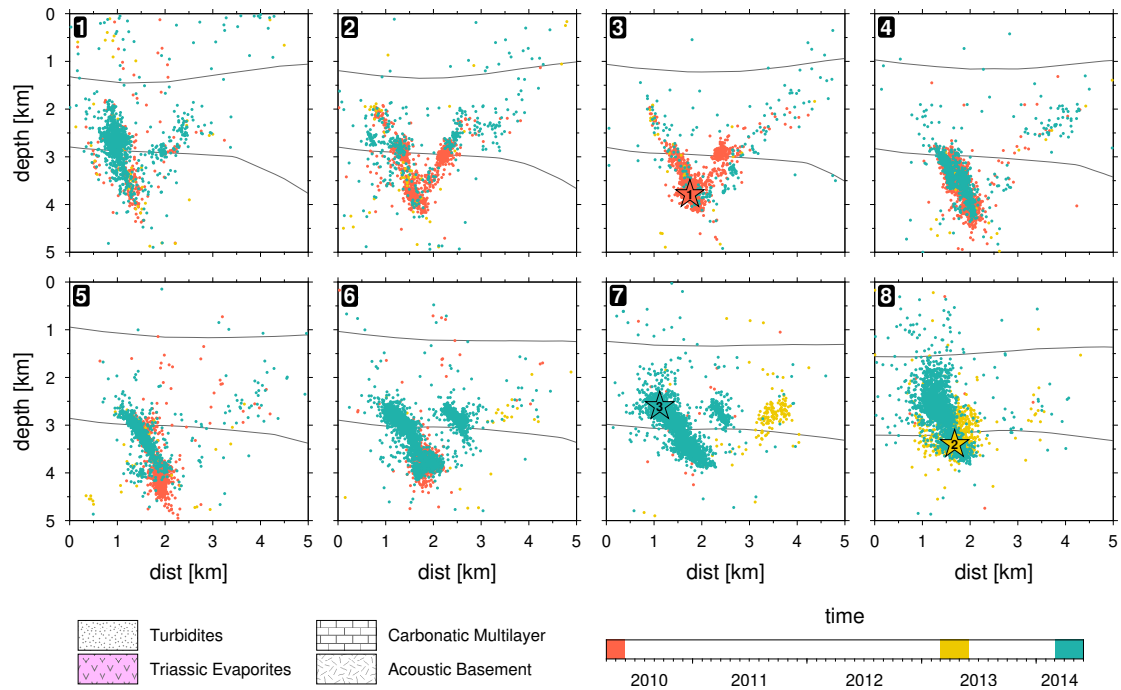 0 1 2 3 4 5
depth [km]
1 2 3 4
1
0 1 2 3 4 5
depth [km]
5 6 7 8
3 2
0 1 2 3 4 5 0 1 2 3 4 5 0 1 2 3 4 5 0 1 2 3 4 5
dist [km] dist [km] dist [km] dist [km]
time
Turbidites Carbonatic Multilayer
Triassic Evaporites Acoustic Basement
2010 2011 2012 2013 2014